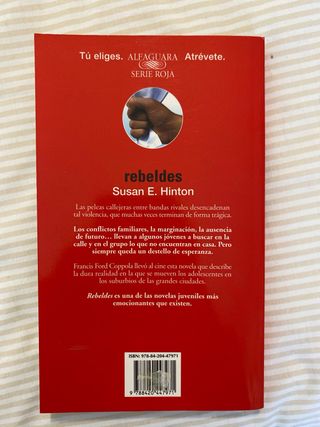 Tú eliges. ALFAGUARA Atrévete.
SERIE ROJA
rebeldes
Susan E. Hinton
Las peleas callejeras entre bandas rivales desencadenan
tal violencia, que muchas veces terminan de forma trágica.
Los conflictos familiares, la marginación, la ausencia
de futuro... llevan a algunos jóvenes a buscar en la
calle y en el grupo lo que no encuentran en casa. Pero
siempre queda un destello de esperanza.
Francis Ford Coppola llevó al cine esta novela que describe
la dura realidad en la que se mueven los adolescentes en
los suburbios de las grandes ciudades.
Rebeldes es una de las novelas juveniles más
emocionantes que existen.
ISBN: 978-84-204-47971
9 788420 447971